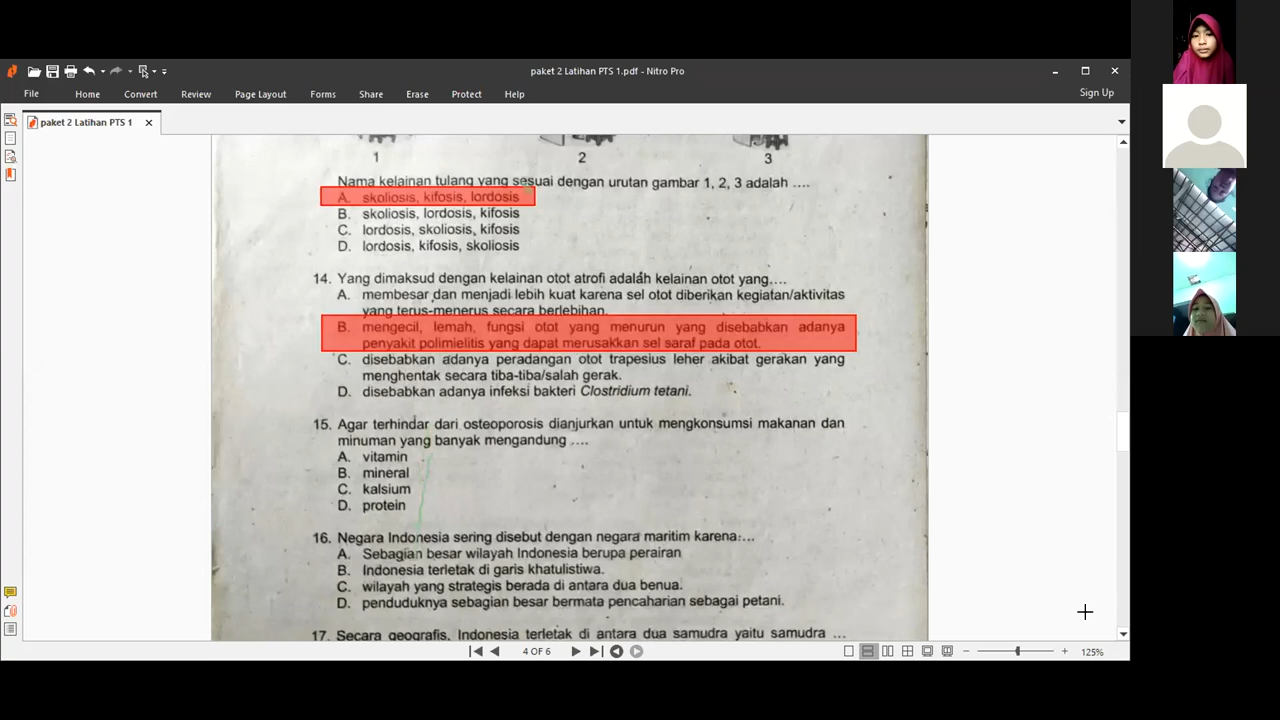 paket 2 Latihan PTS 1.pdf - Nitro Pro
File Home Convert Review Page Layout Forms Share Erase Protect Help
Sign Up
paket 2 Latihan PTS 1
1 2 3
Nama kelainan tulang yang sesuai dengan urutan gambar 1, 2, 3 adalah ....
A. skoliosis, kifosis, lordosis
B. skoliosis, lordosis, kifosis
C. lordosis, skoliosis, kifosis
D. lordosis, kifosis, skoliosis
14. Yang dimaksud dengan kelainan otot atrofi adalah kelainan otot yang....
A. membesar dan menjadi lebih kuat karena sel otot diberikan kegiatan/aktivitas
yang terus-menerus secara berlebihan.
B. mengecil, lemah, fungsi otot yang menurun yang disebabkan adanya
penyakit polimielitis yang dapat merusakkan sel saraf pada otot.
C. disebabkan adanya peradangan otot trapesius leher akibat gerakan yang
menghentak secara tiba-tiba/salah gerak.
D. disebabkan adanya infeksi bakteri Clostridium tetani.
15. Agar terhindar dari osteoporosis dianjurkan untuk mengkonsumsi makanan dan
minuman yang banyak mengandung ....
A. vitamin
B. mineral
C. kalsium
D. protein
16. Negara Indonesia sering disebut dengan negara maritim karena....
A. Sebagian besar wilayah Indonesia berupa perairan
B. Indonesia terletak di garis khatulistiwa.
C. wilayah yang strategis berada di antara dua benua.
D. penduduknya sebagian besar bermata pencaharian sebagai petani.
17. Secara geografis, Indonesia terletak di antara dua samudra yaitu samudra ...
4 OF 6
125%